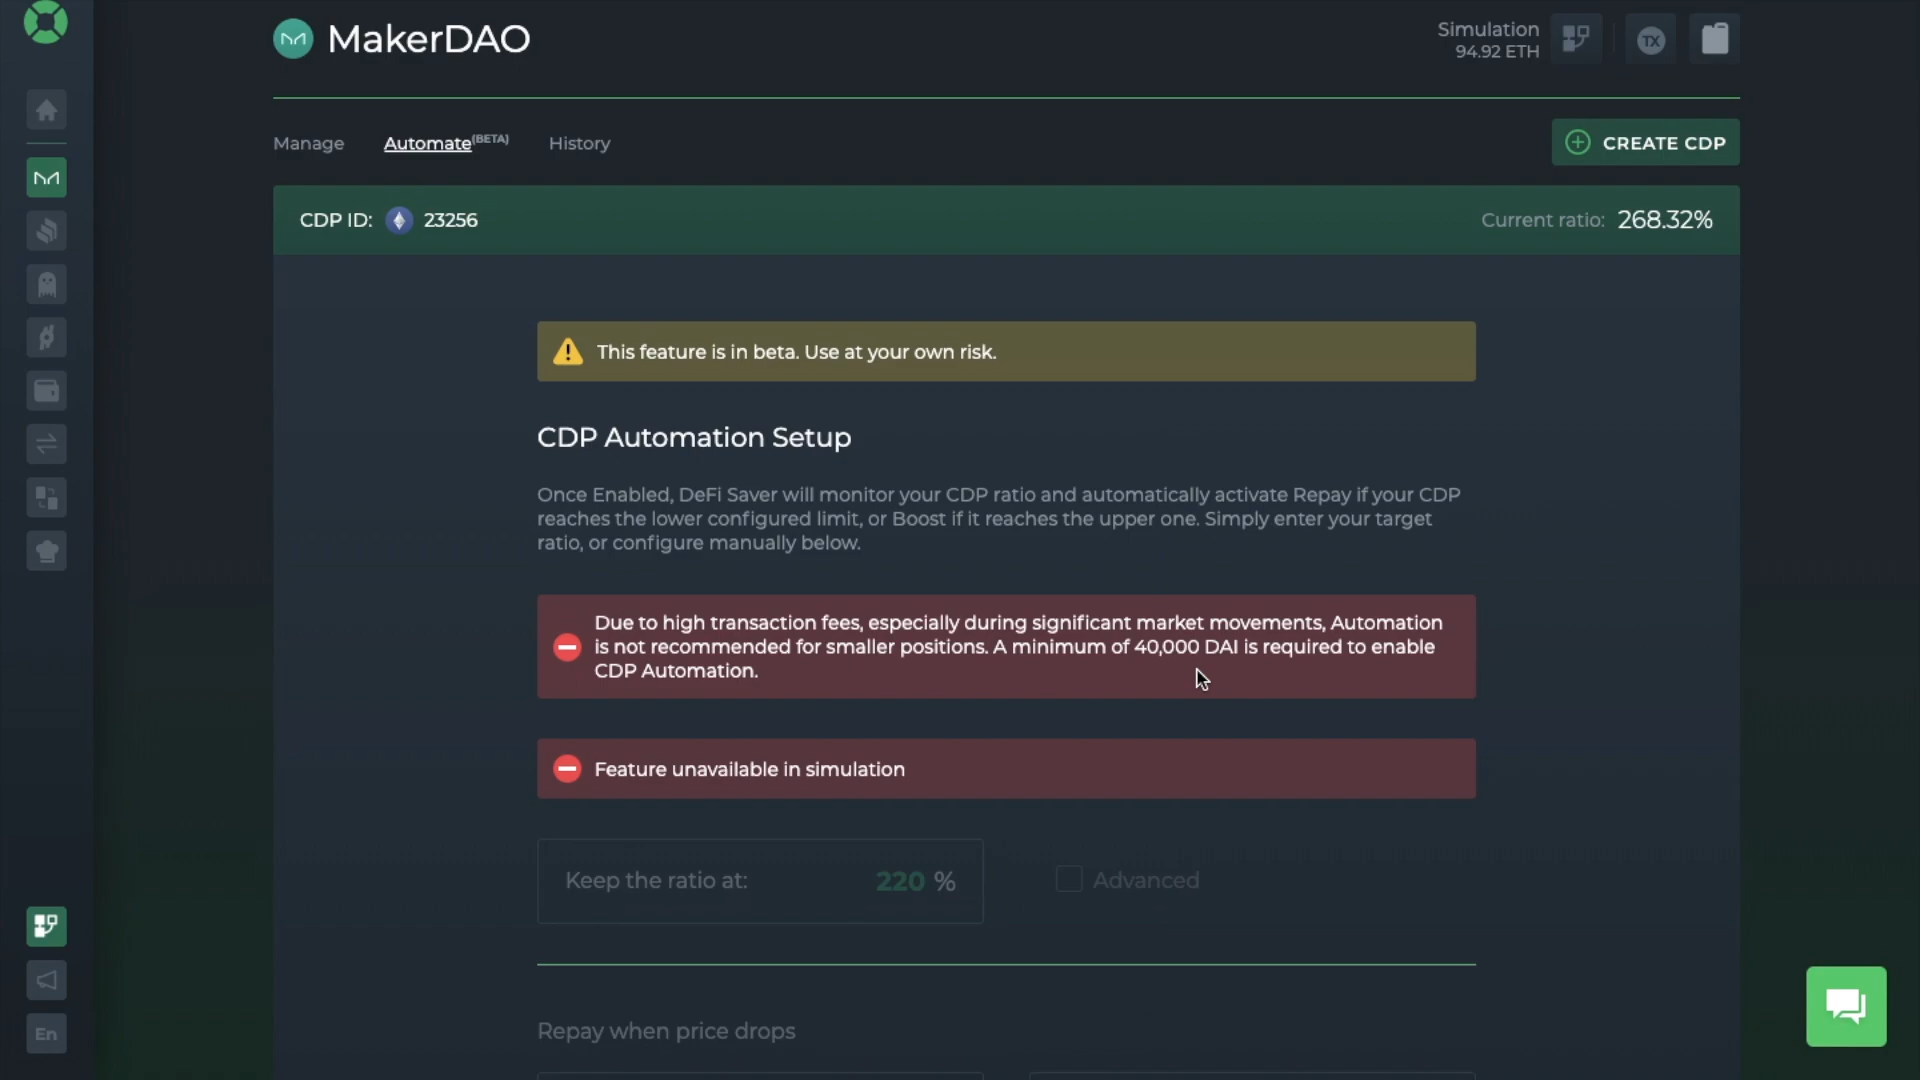 MakerDAO
Simulation
94.92 ETH
TX
Manage
Automate(BETA)
History
CREATE CDP
CDP ID: 23256
Current ratio: 268.32%
This feature is in beta. Use at your own risk.
CDP Automation Setup
Once Enabled, DeFi Saver will monitor your CDP ratio and automatically activate Repay if your CDP
reaches the lower configured limit, or Boost if it reaches the upper one. Simply enter your target
ratio, or configure manually below.
Due to high transaction fees, especially during significant market movements, Automation
is not recommended for smaller positions. A minimum of 40,000 DAI is required to enable
CDP Automation.
Feature unavailable in simulation
Keep the ratio at: 220 %
Advanced
Repay when price drops
En